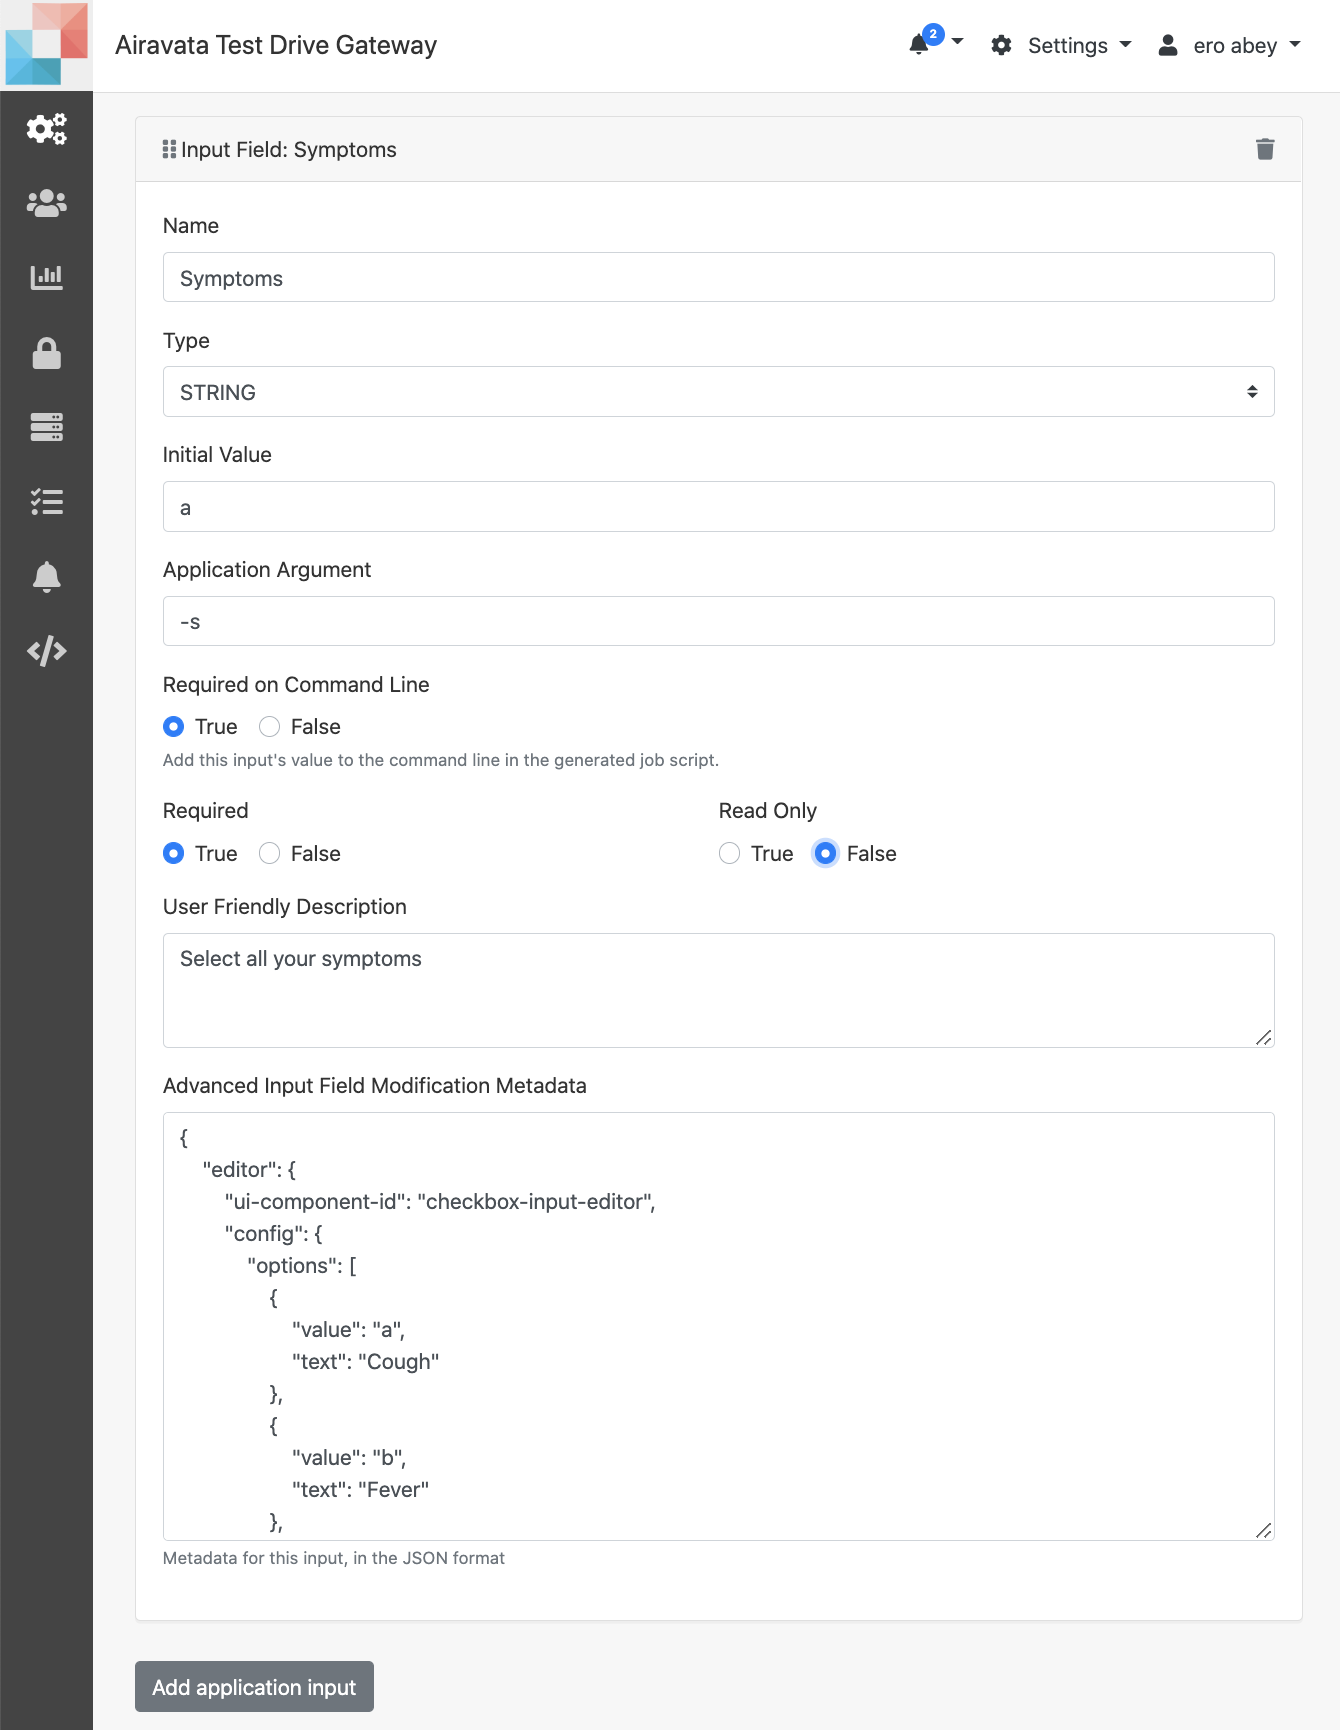 Airavata Test Drive Gateway
2
Settings
ero abey
Input Field: Symptoms
Name
Symptoms
Type
STRING
Initial Value
a
Application Argument
-s
Required on Command Line
True False
Add this input's value to the command line in the generated job script.
Required Read Only
True False True False
User Friendly Description
Select all your symptoms
Advanced Input Field Modification Metadata
{
"editor": {
"ui-component-id": "checkbox-input-editor",
"config": {
"options": [
{
"value": "a",
"text": "Cough"
},
{
"value": "b",
"text": "Fever"
},
Metadata for this input, in the JSON format
Add application input